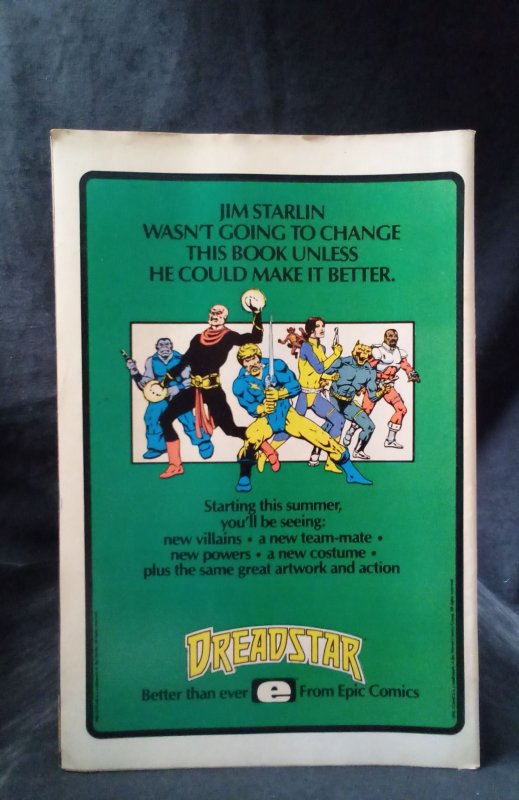 JIM STARLIN
WASN'T GOING TO CHANGE
THIS BOOK UNLESS
HE COULD MAKE IT BETTER.
Starting this summer,
you'll be seeing:
new villains • a new team-mate •
new powers • a new costume •
plus the same great artwork and action
DREADSTAR
Better than ever e From Epic Comics